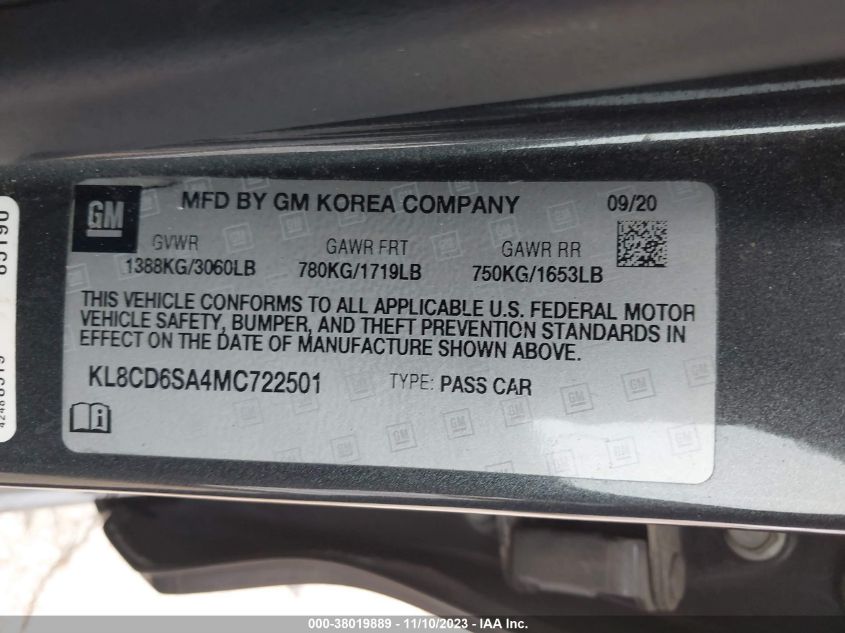 GM
MFD BY GM KOREA COMPANY 09/20
GVWR GAWR FRT GAWR RR
1388KG/3060LB 780KG/1719LB 750KG/1653LB
THIS VEHICLE CONFORMS TO ALL APPLICABLE U.S. FEDERAL MOTOR
VEHICLE SAFETY, BUMPER, AND THEFT PREVENTION STANDARDS IN
EFFECT ON THE DATE OF MANUFACTURE SHOWN ABOVE.
KL8CD6SA4MC722501 TYPE: PASS CAR
000-38019889 - 11/10/2023 - IAAI.COM